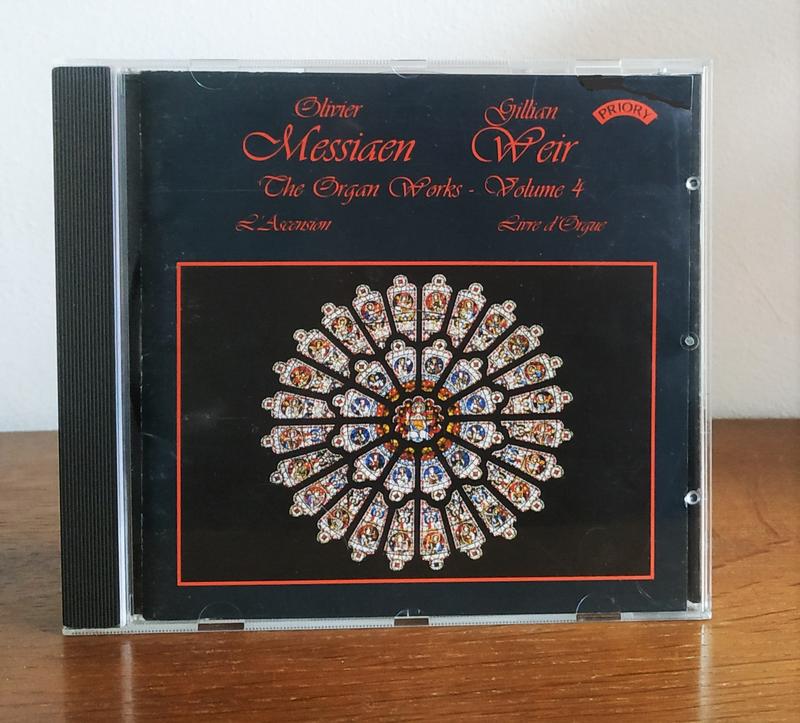 Olivier Gillian
Messiaen Weir
PRIORY
The Organ Works - Volume 4
L'Ascension Livre d'Orgue